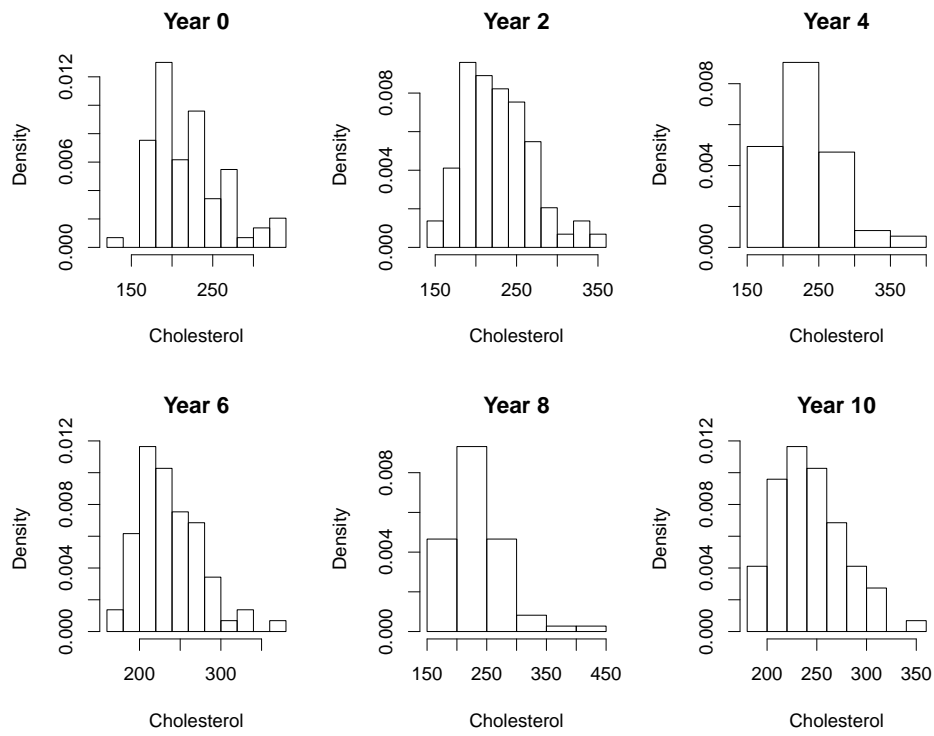 Year 0
Density
0.000
0.006
0.012
150
250
Cholesterol
Year 2
Density
0.000
0.004
0.008
150
250
350
Cholesterol
Year 4
Density
0.000
0.004
0.008
150
250
350
Cholesterol
Year 6
Density
0.000
0.004
0.008
0.012
200
300
Cholesterol
Year 8
Density
0.000
0.004
0.008
150
250
350
450
Cholesterol
Year 10
Density
0.000
0.004
0.008
0.012
200
250
300
350
Cholesterol